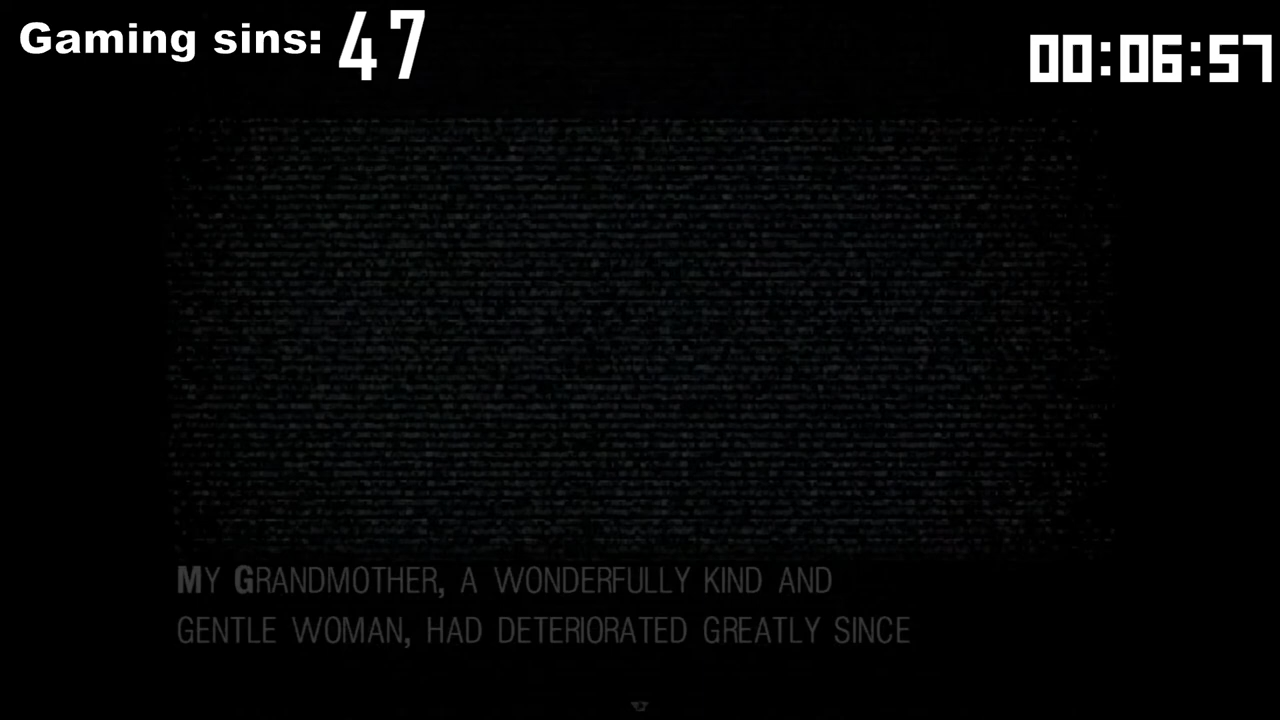 Gaming sins: 47
00:06:57
MY GRANDMOTHER, A WONDERFULLY KIND AND
GENTLE WOMAN, HAD DETERIORATED GREATLY SINCE